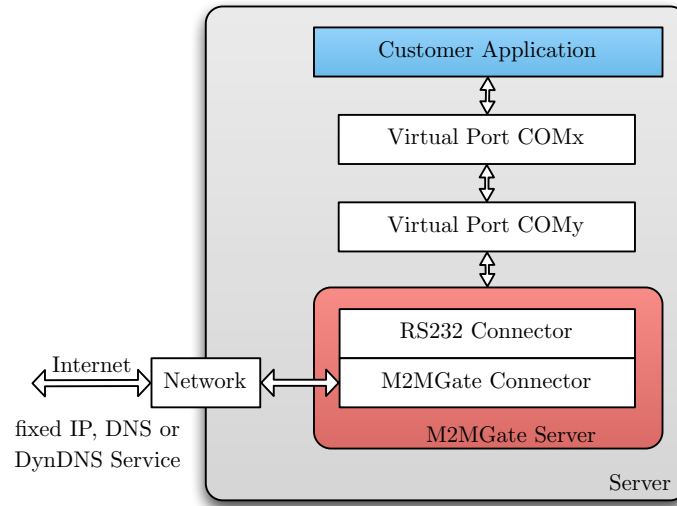 Customer Application
Virtual Port COMx
Virtual Port COMy
RS232 Connector
Internet
Network
M2MGate Connector
fixed IP, DNS or
DynDNS Service
M2MGate Server
Server